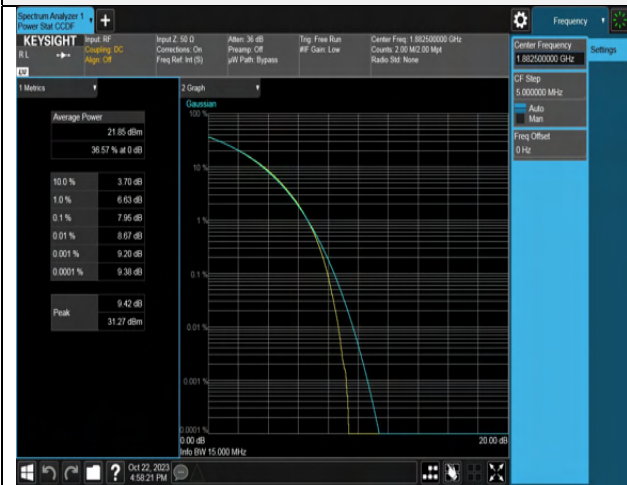 Spectrum Analyzer 1
Power Stat CCDF
Frequency
KEYSIGHT
R L
Input: RF
Coupling: DC
Align: Off
Input Z: 50 Ω
Corrections: On
Freq Ref: Int (S)
Atten: 36 dB
Preamp: Off
µW Path: Bypass
Trig: Free Run
#IF Gain: Low
Center Freq: 1.882500000 GHz
Counts: 2.00 M/2.00 Mpt
Radio Std: None
Center Frequency
1.882500000 GHz
Settings
CF Step
5.000000 MHz
Auto
Man
Freq Offset
0 Hz
1 Metrics
Average Power
21.85 dBm
36.57 % at 0 dB
10.0 % 3.70 dB
1.0 % 6.63 dB
0.1 % 7.95 dB
0.01 % 8.67 dB
0.001 % 9.20 dB
0.0001 % 9.38 dB
Peak
9.42 dB
31.27 dBm
2 Graph
Gaussian
100 %
10 %
1 %
0.1 %
0.01 %
0.001 %
0.0001 %
0.00 dB
20.00 dB
Info BW 15.000 MHz
Oct 22, 2023
4:58:21 PM